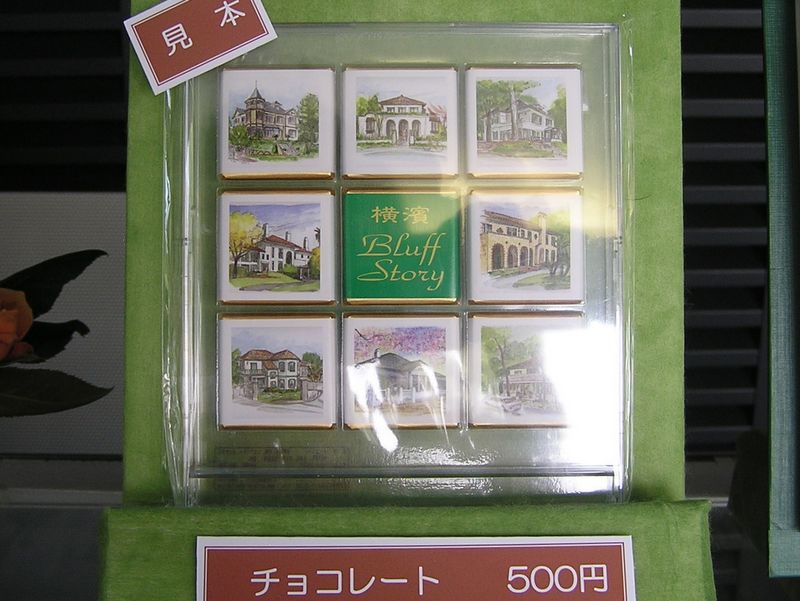 見本
横濱
Bluff
Story
チョコレート 500円